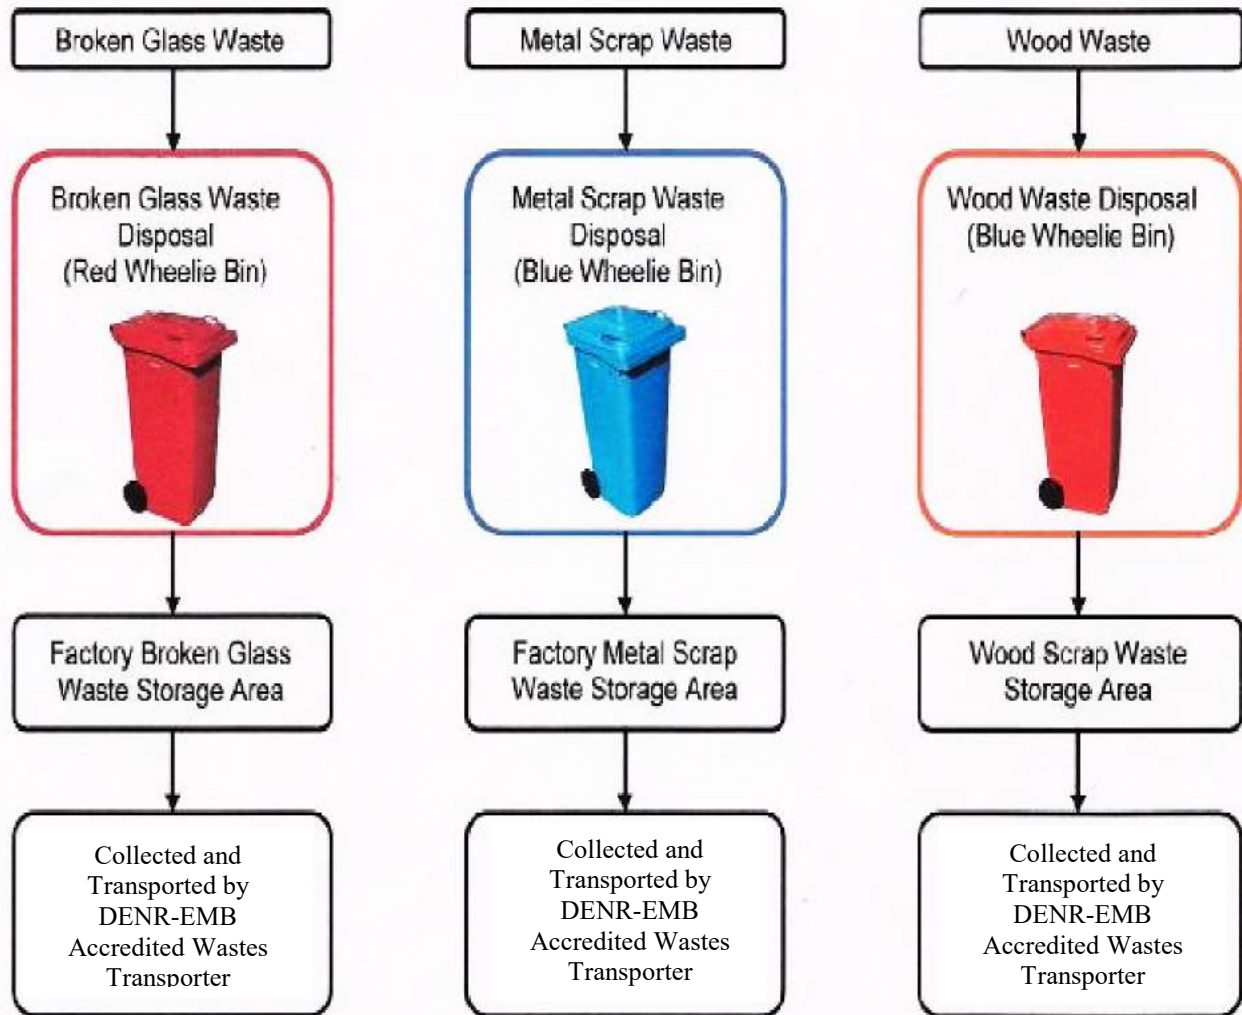 Broken Glass Waste
Metal Scrap Waste
Wood Waste
Broken Glass Waste
Disposal
(Red Wheelie Bin)
Metal Scrap Waste
Disposal
(Blue Wheelie Bin)
Wood Waste Disposal
(Blue Wheelie Bin)
Factory Broken Glass
Waste Storage Area
Factory Metal Scrap
Waste Storage Area
Wood Scrap Waste
Storage Area
Collected and
Transported by
DENR-EMB
Accredited Wastes
Transporter
Collected and
Transported by
DENR-EMB
Accredited Wastes
Transporter
Collected and
Transported by
DENR-EMB
Accredited Wastes
Transporter